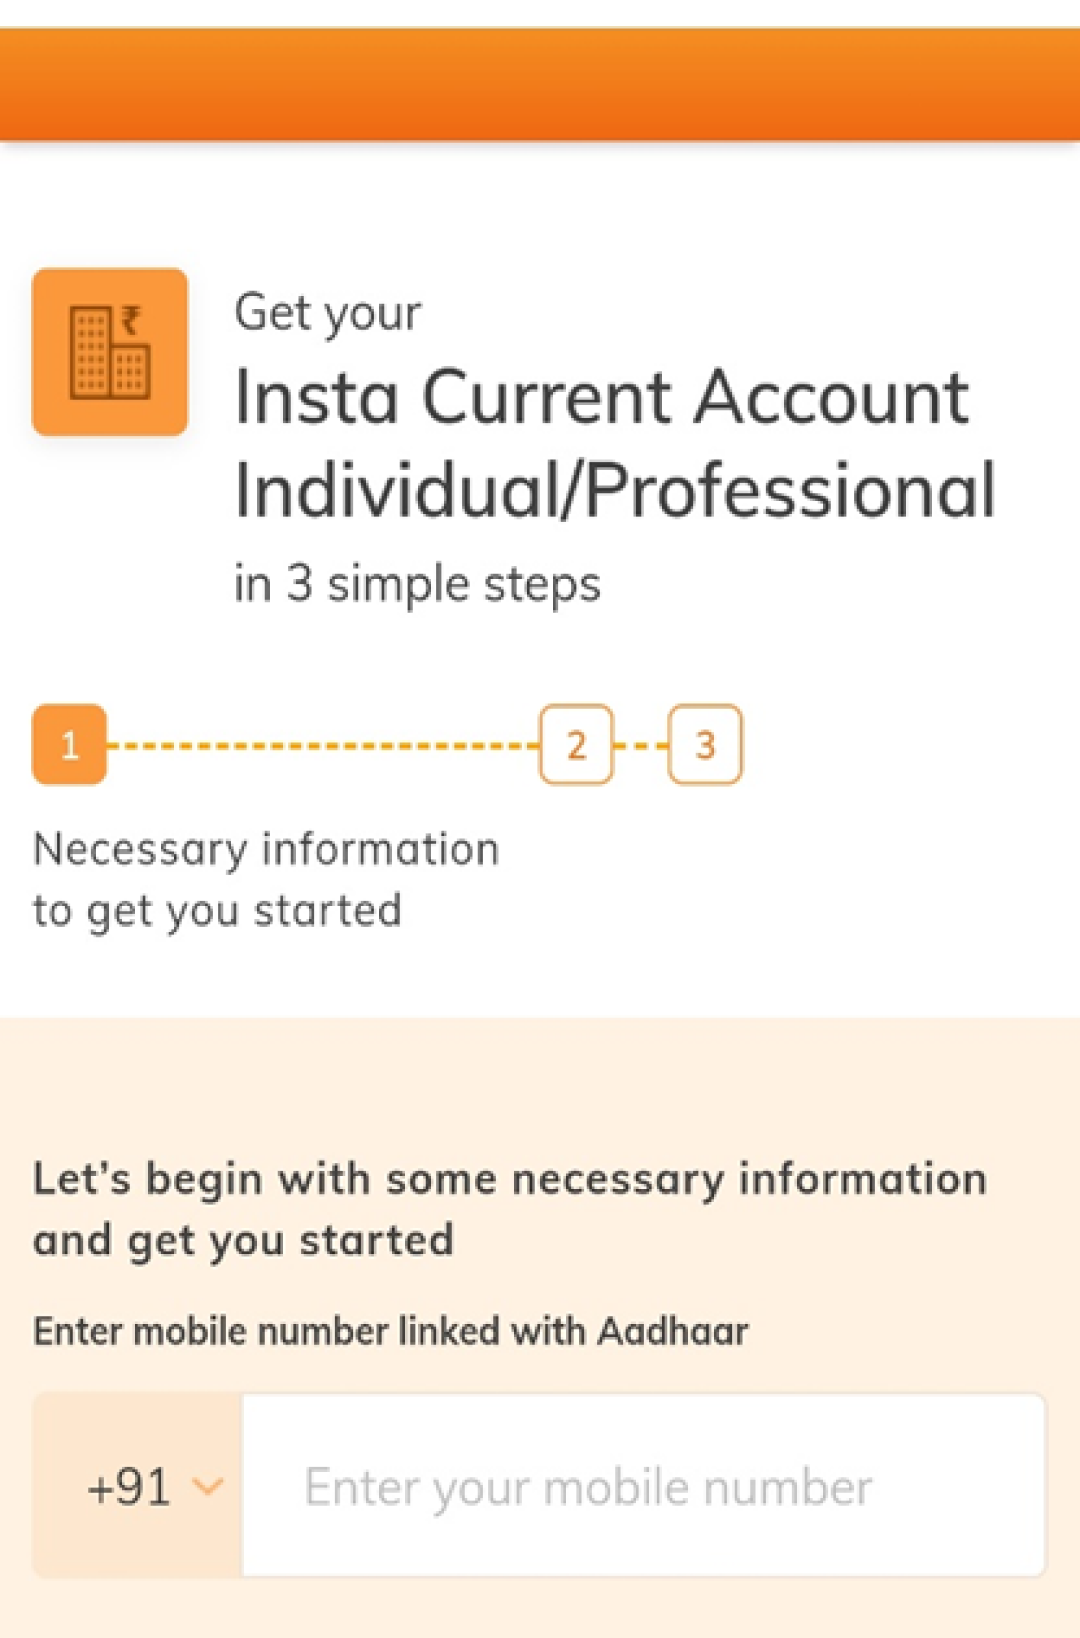 ₹
Get your
Insta Current Account
Individual/Professional
in 3 simple steps
1 2 3
Necessary information
to get you started
Let's begin with some necessary information
and get you started
Enter mobile number linked with Aadhaar
+91 Enter your mobile number